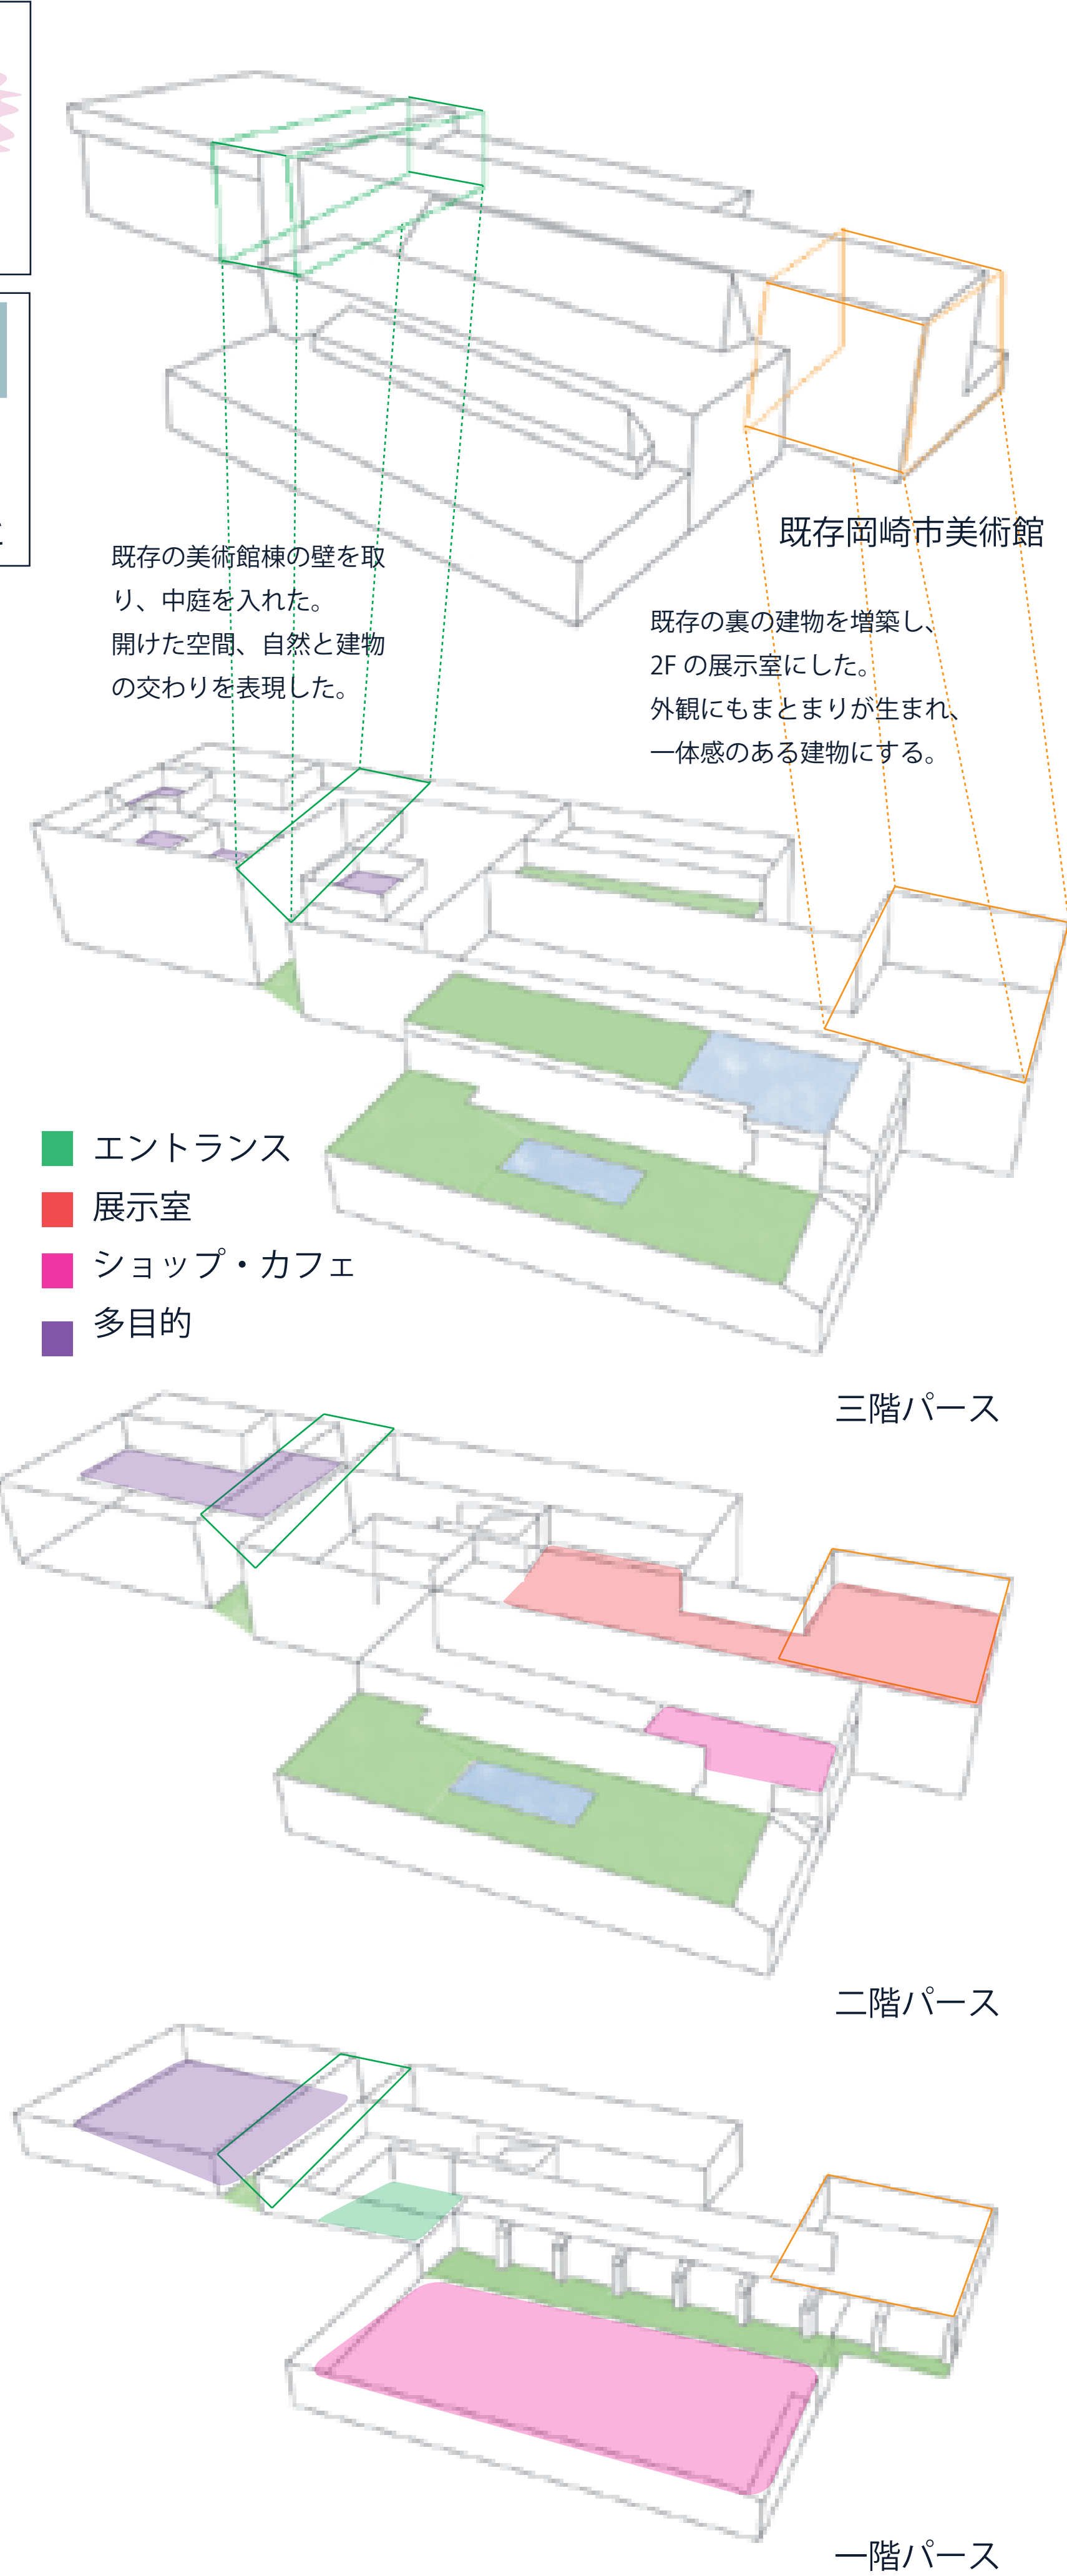 既存岡崎市美術館
既存の美術館棟の壁を取
り、中庭を入れた。
開けた空間、自然と建物
の交わりを表現した。
既存の裏の建物を増築し、
2F の展示室にした。
外観にもまとまりが生まれ、
一体感のある建物にする。
エントランス
展示室
ショップ・カフェ
多目的
三階パース
二階パース
一階パース